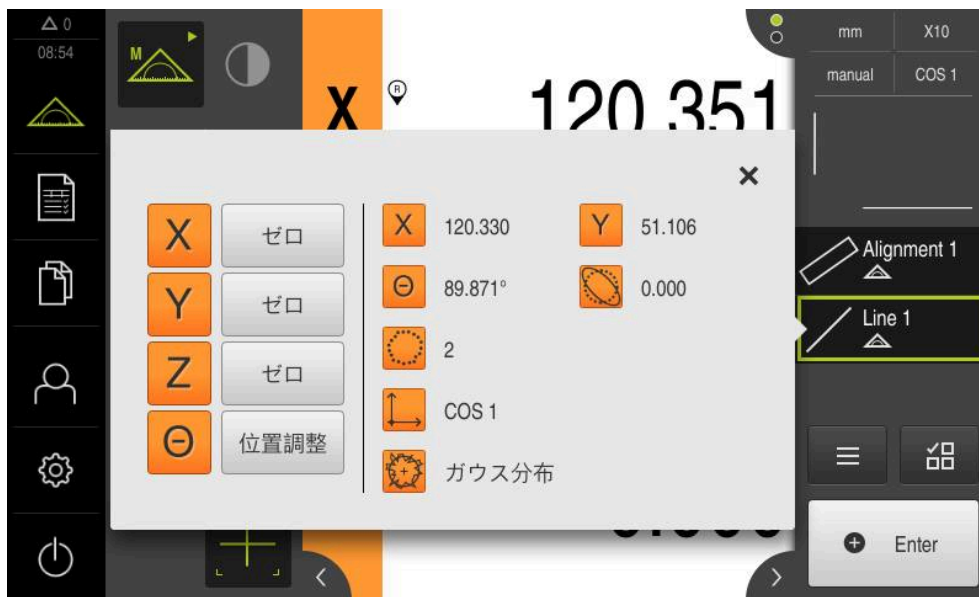 0
08:54
M
X
R
120.351
mm
X10
manual
COS 1
X ゼロ
Y ゼロ
Z ゼロ
Θ 位置調整
X 120.330
Y 51.106
Θ 89.871°
0.000
2
COS 1
ガウス分布
Alignment 1
Line 1
Enter